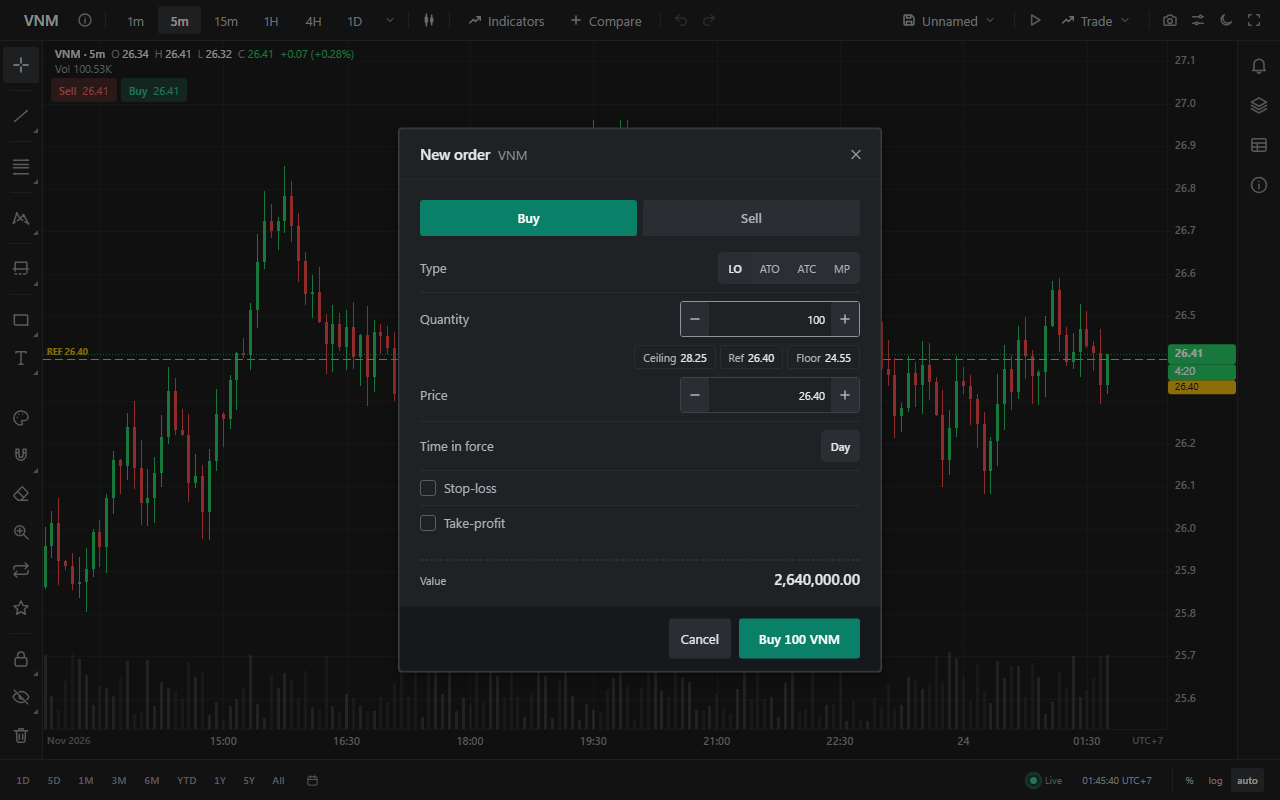 VNM 1m 5m 15m 1H 4H 1D Indicators Compare Unnamed Trade
VNM · 5m O 26.34 H 26.41 L 26.32 C 26.41 +0.07 (+0.28%)
Vol 100.53K
Sell 26.41 Buy 26.41
27.1
27.0
26.9
26.8
26.7
26.6
26.5
REF 26.40
26.41
4:20
26.40
26.2
26.1
26.0
25.9
25.8
25.7
25.6
New order VNM
Buy Sell
Type LO ATO ATC MP
Quantity − 100 +
Ceiling 28.25 Ref 26.40 Floor 24.55
Price − 26.40 +
Time in force Day
Stop-loss
Take-profit
Value 2,640,000.00
Cancel Buy 100 VNM
Nov 2026 15:00 16:30 18:00 19:30 21:00 22:30 24 01:30 UTC+7
1D 5D 1M 3M 6M YTD 1Y 5Y All Live 01:45:40 UTC+7 % log auto